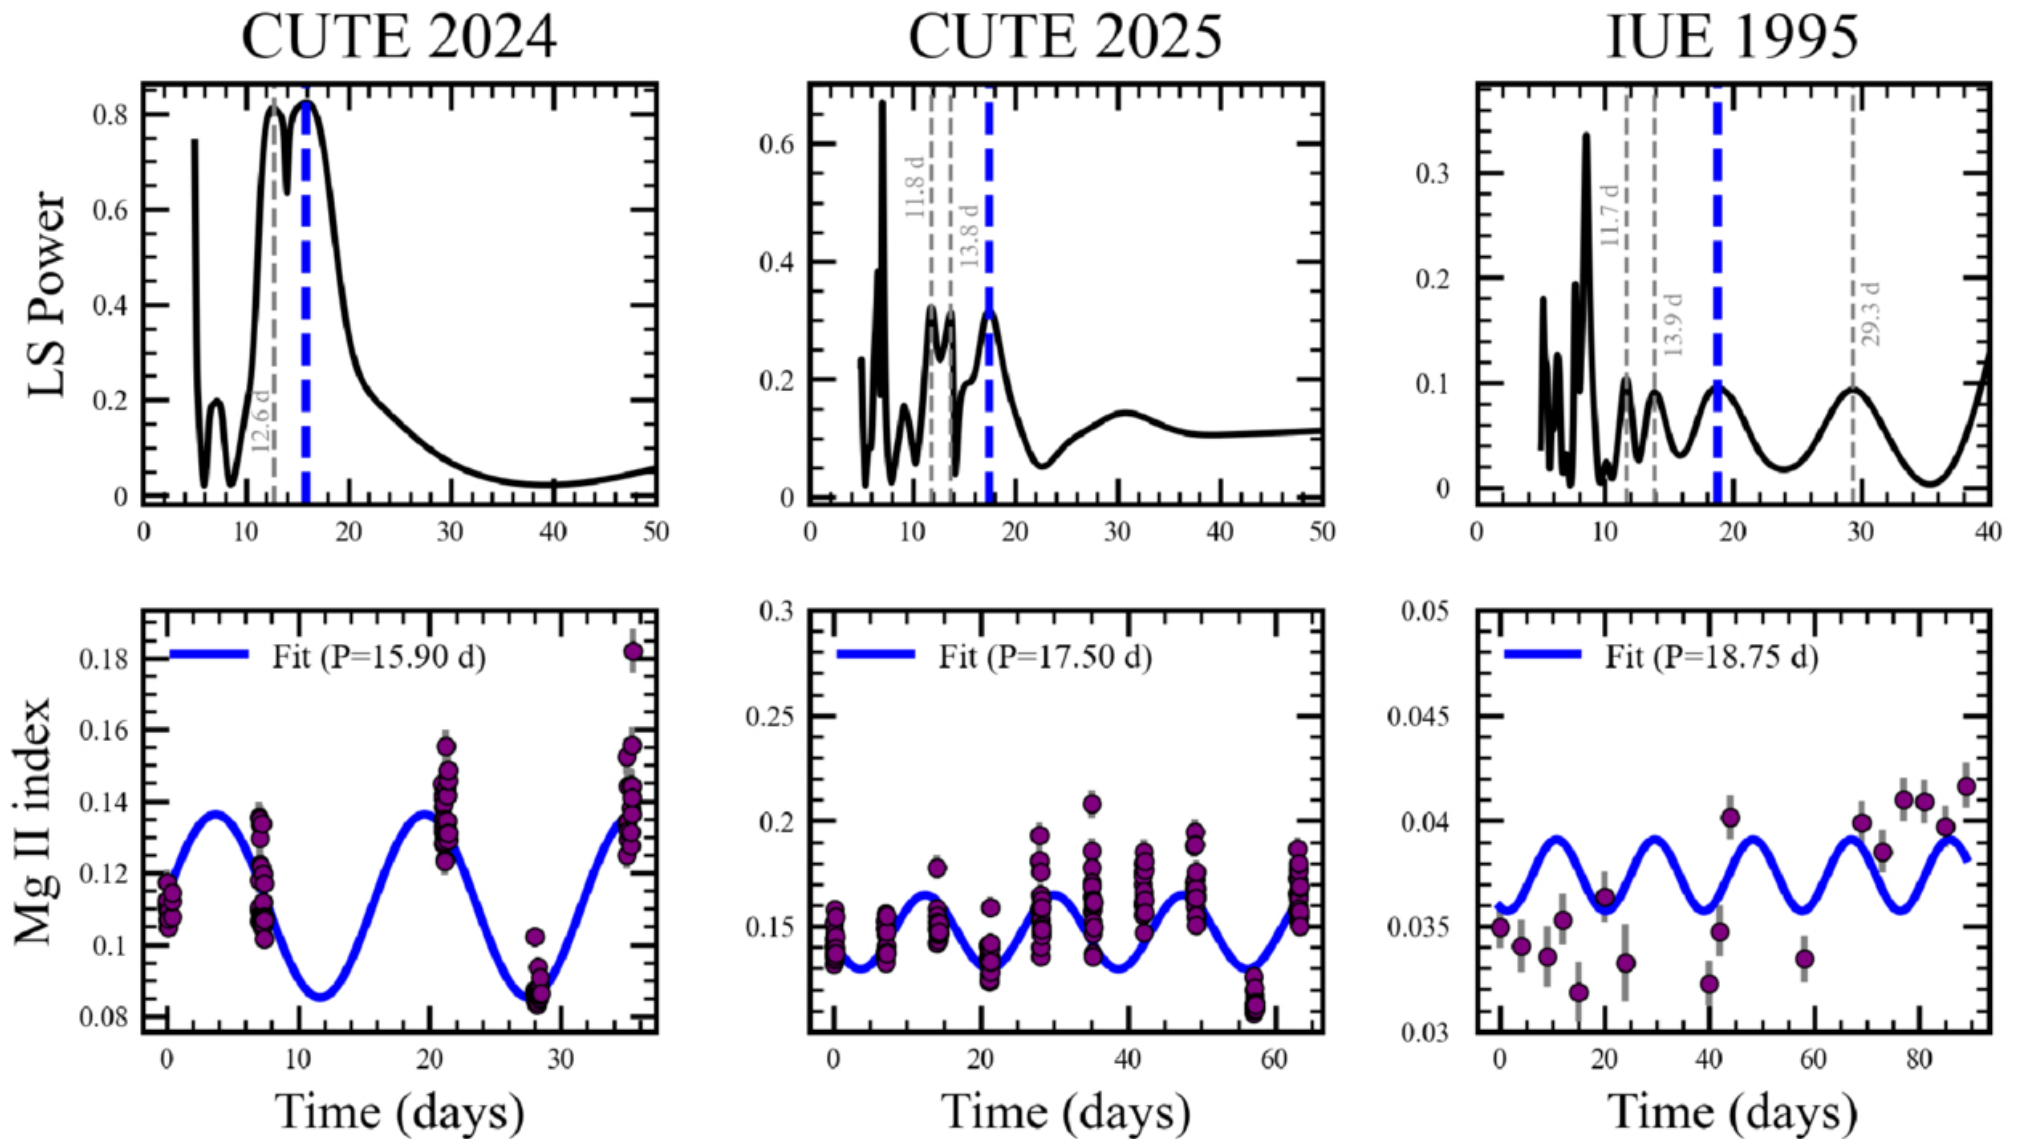 CUTE 2024
CUTE 2025
IUE 1995
LS Power
0.8
0.6
0.4
0.2
0
12.6 d
0 10 20 30 40 50
0.6
0.4
0.2
0
11.8 d
13.8 d
0 10 20 30 40 50
0.3
0.2
0.1
0
11.7 d
13.9 d
29.3 d
0 10 20 30 40
Mg II index
0.18
0.16
0.14
0.12
0.1
0.08
Fit (P=15.90 d)
0 10 20 30
Time (days)
0.3
0.25
0.2
0.15
Fit (P=17.50 d)
0 20 40 60
Time (days)
0.05
0.045
0.04
0.035
0.03
Fit (P=18.75 d)
0 20 40 60 80
Time (days)